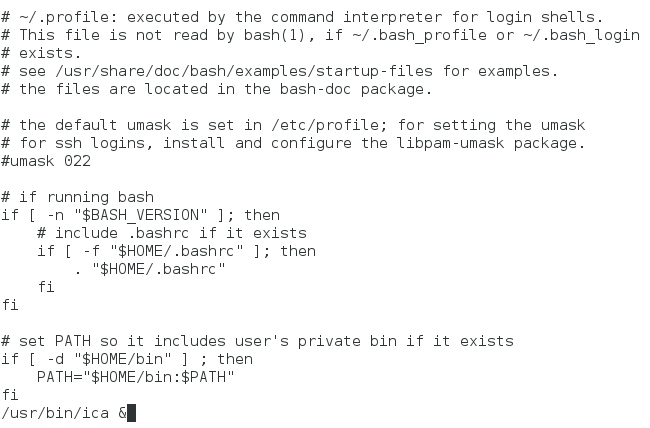 # ~/.profile: executed by the command interpreter for login shells.
# This file is not read by bash(1), if ~/.bash_profile or ~/.bash_login
# exists.
# see /usr/share/doc/bash/examples/startup-files for examples.
# the files are located in the bash-doc package.

# the default umask is set in /etc/profile; for setting the umask
# for ssh logins, install and configure the libpam-umask package.
#umask 022

# if running bash
if [ -n "$BASH_VERSION" ]; then
    # include .bashrc if it exists
    if [ -f "$HOME/.bashrc" ]; then
        . "$HOME/.bashrc"
    fi
fi

# set PATH so it includes user's private bin if it exists
if [ -d "$HOME/bin" ] ; then
    PATH="$HOME/bin:$PATH"
fi
/usr/bin/ica &